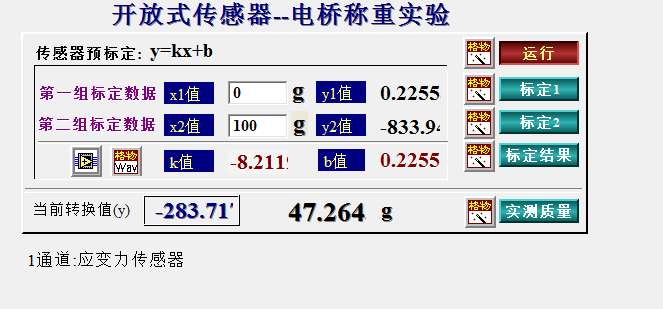 开放式传感器--电桥称重实验
传感器预标定: y=kx+b
格物 运行
第一组标定数据 x1值 0 g y1值 0.2255 格物 标定1
第二组标定数据 x2值 100 g y2值 -833.94 格物 标定2
格物 Wav k值 -8.211 b值 0.2255 格物 标定结果
当前转换值(y) -283.71 47.264 g 格物 实测质量
1通道:应变力传感器